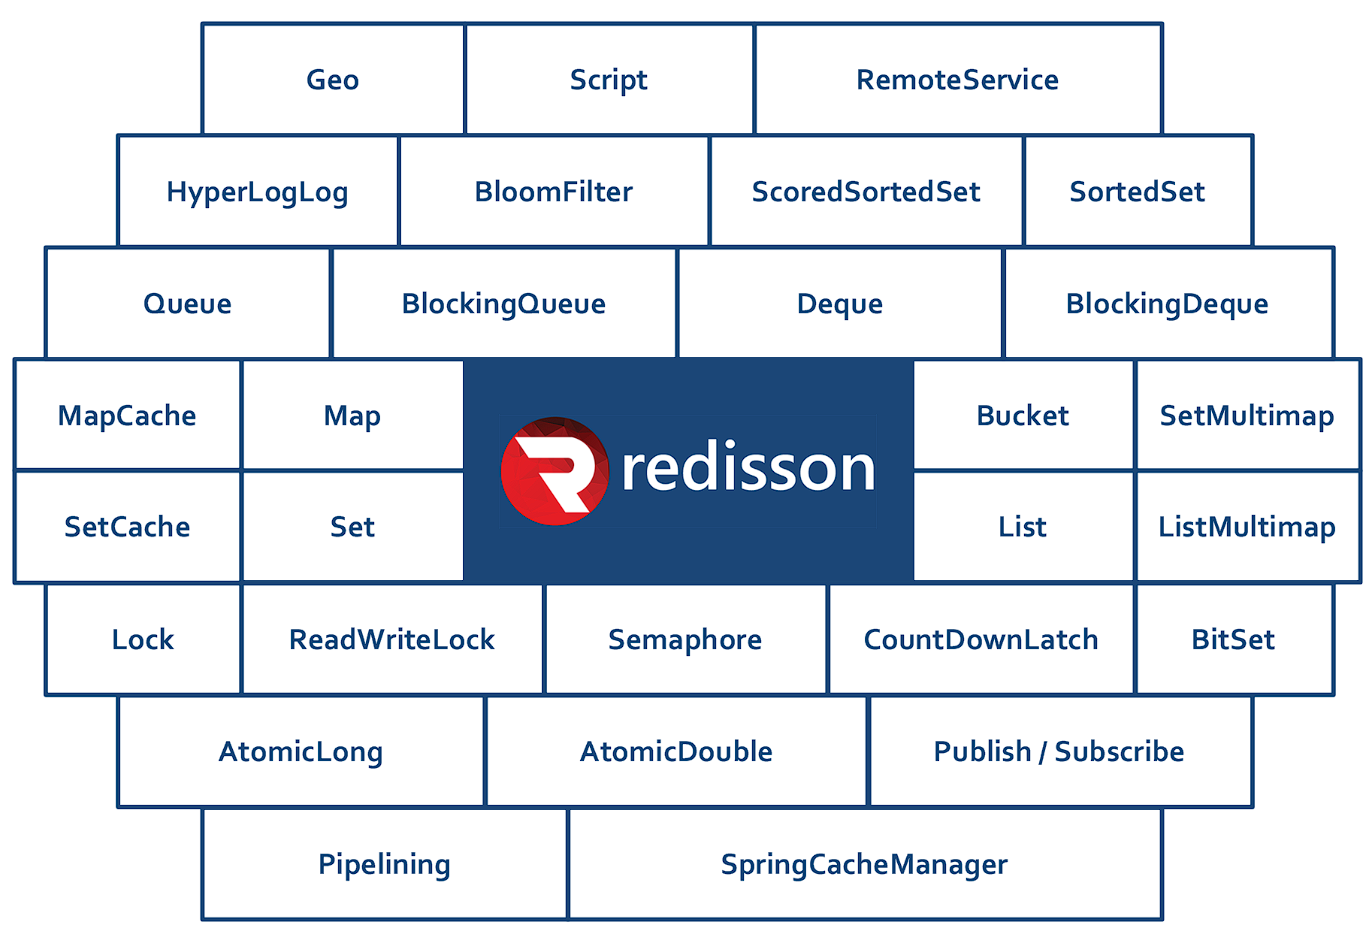 Geo
Script
RemoteService
HyperLogLog
BloomFilter
ScoredSortedSet
SortedSet
Queue
BlockingQueue
Deque
BlockingDeque
MapCache
Map
redisson
Bucket
SetMultimap
SetCache
Set
List
ListMultimap
Lock
ReadWriteLock
Semaphore
CountDownLatch
BitSet
AtomicLong
AtomicDouble
Publish / Subscribe
Pipelining
SpringCacheManager